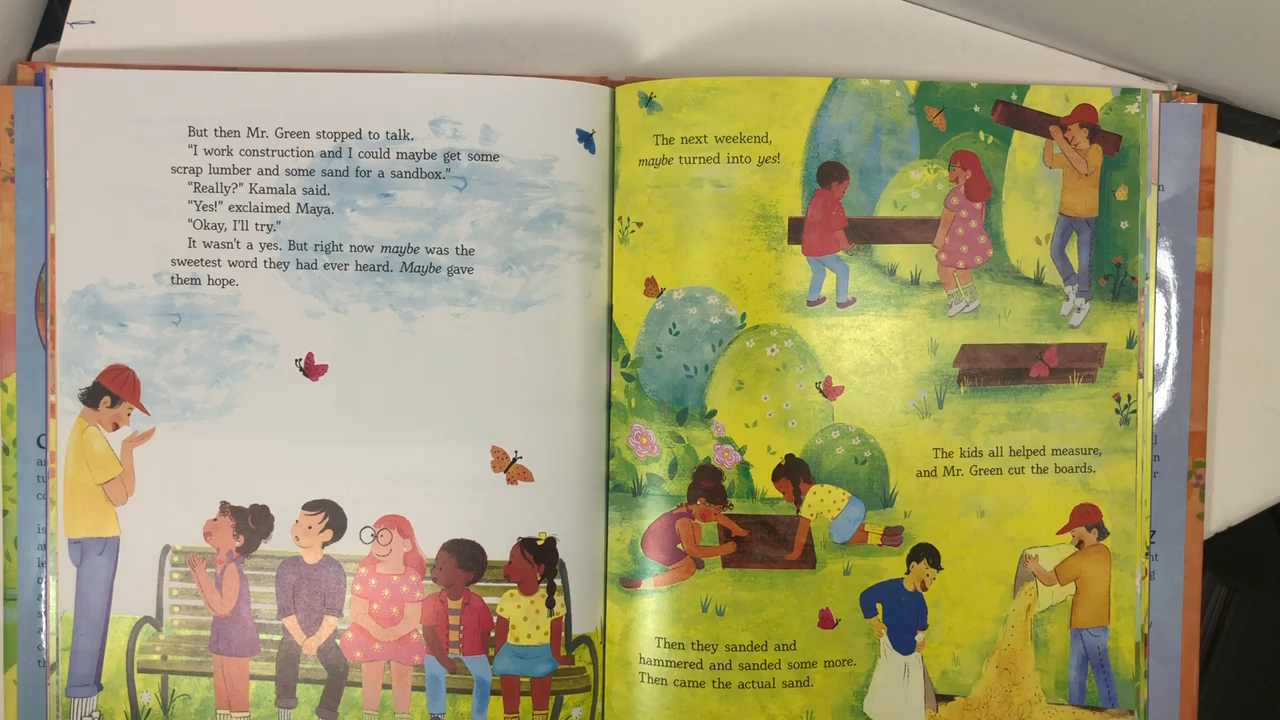 But then Mr. Green stopped to talk.
"I work construction and I could maybe get some
scrap lumber and some sand for a sandbox."
"Really?" Kamala said.
"Yes!" exclaimed Maya.
"Okay, I'll try."
It wasn't a yes. But right now maybe was the
sweetest word they had ever heard. Maybe gave
them hope.
The next weekend,
maybe turned into yes!
The kids all helped measure,
and Mr. Green cut the boards.
Then they sanded and
hammered and sanded some more.
Then came the actual sand.